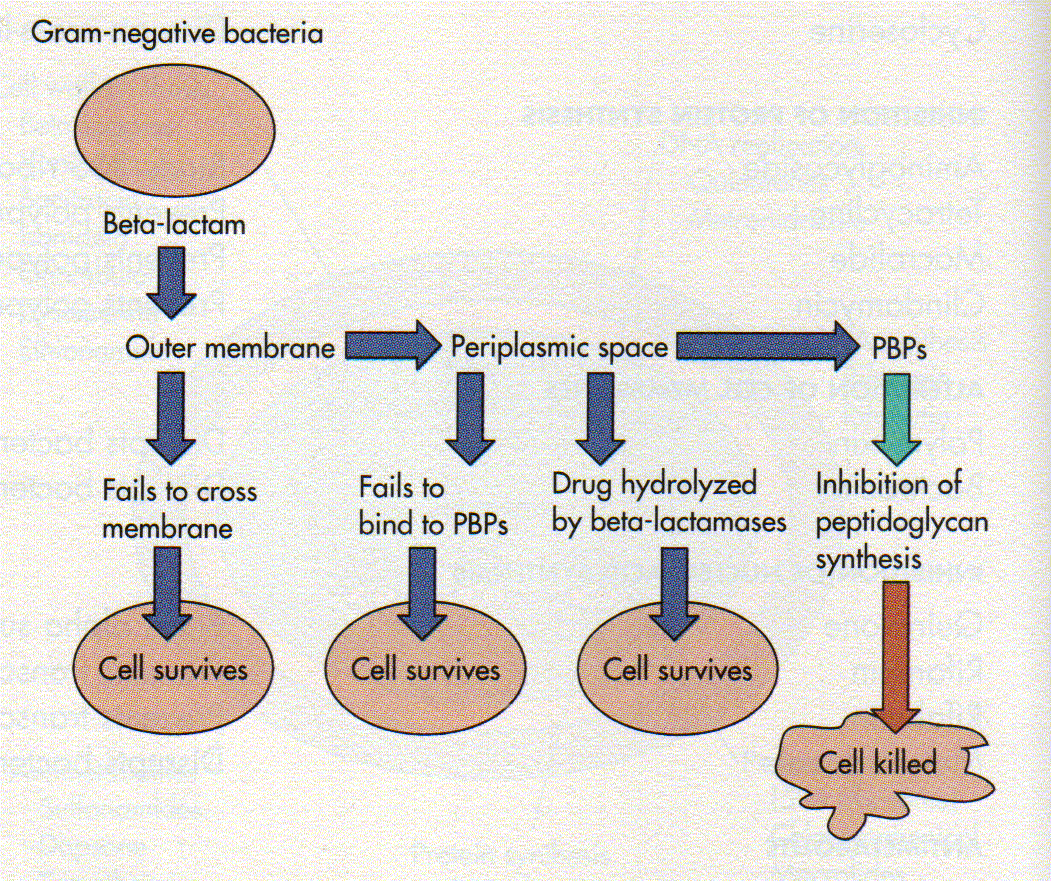 Gram-negative bacteria
Beta-lactam
Outer membrane
Periplasmic space
PBPs
Fails to cross
membrane
Fails to
bind to PBPs
Drug hydrolyzed
by beta-lactamases
Inhibition of
peptidoglycan
synthesis
Cell survives
Cell survives
Cell survives
Cell killed